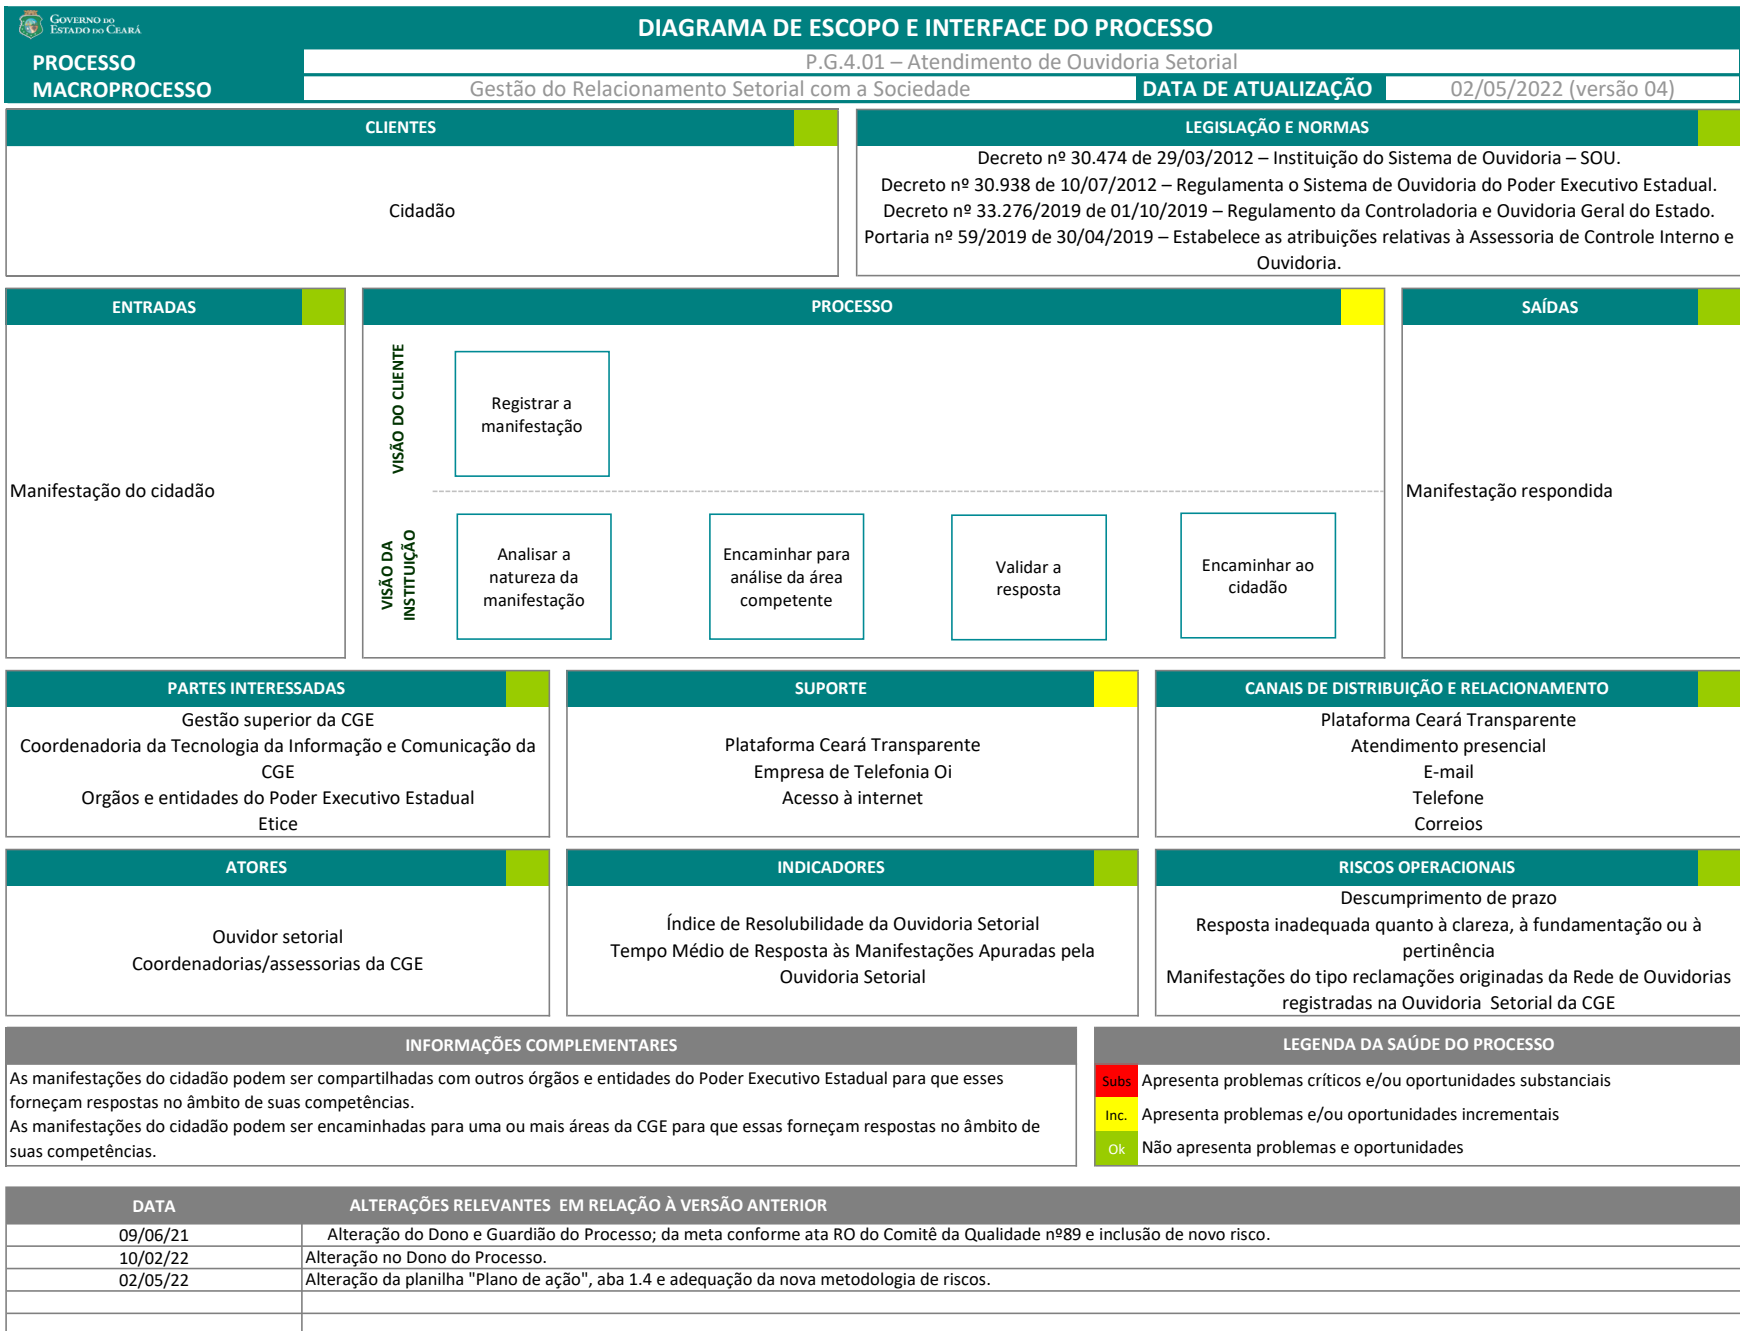 GOVERNO DO
ESTADO DO CEARÁ
DIAGRAMA DE ESCOPO E INTERFACE DO PROCESSO
PROCESSO
P.G.4.01 – Atendimento de Ouvidoria Setorial
MACROPROCESSO
Gestão do Relacionamento Setorial com a Sociedade
DATA DE ATUALIZAÇÃO
02/05/2022 (versão 04)
CLIENTES
Cidadão
LEGISLAÇÃO E NORMAS
Decreto nº 30.474 de 29/03/2012 – Instituição do Sistema de Ouvidoria – SOU.
Decreto nº 30.938 de 10/07/2012 – Regulamenta o Sistema de Ouvidoria do Poder Executivo Estadual.
Decreto nº 33.276/2019 de 01/10/2019 – Regulamento da Controladoria e Ouvidoria Geral do Estado.
Portaria nº 59/2019 de 30/04/2019 – Estabelece as atribuições relativas à Assessoria de Controle Interno e
Ouvidoria.
ENTRADAS
Manifestação do cidadão
PROCESSO
VISÃO DO CLIENTE
Registrar a
manifestação
VISÃO DA
INSTITUIÇÃO
Analisar a
natureza da
manifestação
Encaminhar para
análise da área
competente
Validar a
resposta
Encaminhar ao
cidadão
SAÍDAS
Manifestação respondida
PARTES INTERESSADAS
Gestão superior da CGE
Coordenadoria da Tecnologia da Informação e Comunicação da
CGE
Orgãos e entidades do Poder Executivo Estadual
Etice
SUPORTE
Plataforma Ceará Transparente
Empresa de Telefonia Oi
Acesso à internet
CANAIS DE DISTRIBUIÇÃO E RELACIONAMENTO
Plataforma Ceará Transparente
Atendimento presencial
E-mail
Telefone
Correios
ATORES
Ouvidor setorial
Coordenadorias/assessorias da CGE
INDICADORES
Índice de Resolubilidade da Ouvidoria Setorial
Tempo Médio de Resposta às Manifestações Apuradas pela
Ouvidoria Setorial
RISCOS OPERACIONAIS
Descumprimento de prazo
Resposta inadequada quanto à clareza, à fundamentação ou à
pertinência
Manifestações do tipo reclamações originadas da Rede de Ouvidorias
registradas na Ouvidoria Setorial da CGE
INFORMAÇÕES COMPLEMENTARES
As manifestações do cidadão podem ser compartilhadas com outros órgãos e entidades do Poder Executivo Estadual para que esses
forneçam respostas no âmbito de suas competências.
As manifestações do cidadão podem ser encaminhadas para uma ou mais áreas da CGE para que essas forneçam respostas no âmbito de
suas competências.
LEGENDA DA SAÚDE DO PROCESSO
Subs Apresenta problemas críticos e/ou oportunidades substanciais
Inc. Apresenta problemas e/ou oportunidades incrementais
Ok Não apresenta problemas e oportunidades
DATA ALTERAÇÕES RELEVANTES EM RELAÇÃO À VERSÃO ANTERIOR
09/06/21 Alteração do Dono e Guardião do Processo; da meta conforme ata RO do Comitê da Qualidade nº89 e inclusão de novo risco.
10/02/22 Alteração no Dono do Processo.
02/05/22 Alteração da planilha "Plano de ação", aba 1.4 e adequação da nova metodologia de riscos.